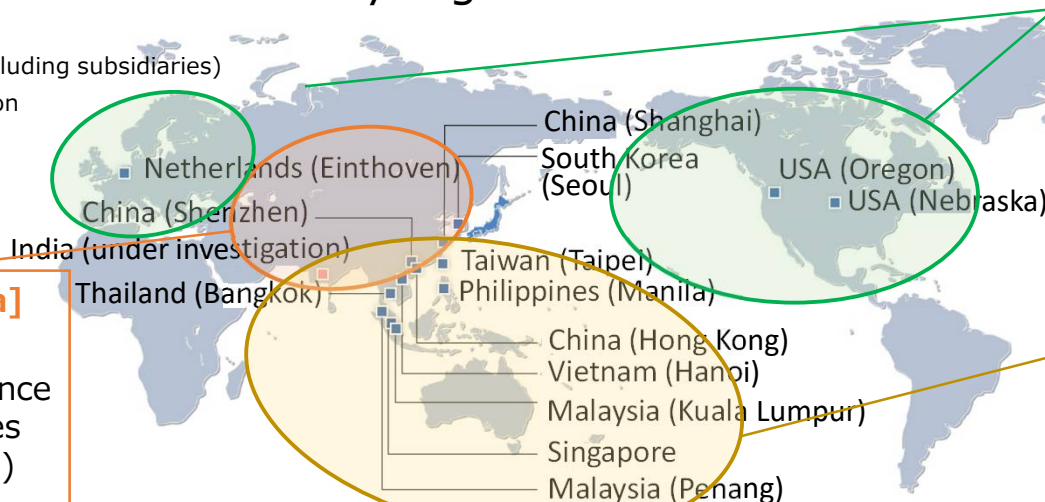 cluding subsidiaries)
on
China (Shanghai)
South Korea
(Seoul)
USA (Oregon)
USA (Nebraska)
Netherlands (Einthoven)
China (Shenzhen)
India (under investigation)
Taiwan (Taipei)
Thailand (Bangkok)
Philippines (Manila)
a]
China (Hong Kong)
Vietnam (Hanoi)
nce
Malaysia (Kuala Lumpur)
es
Singapore
)
Malaysia (Penang)